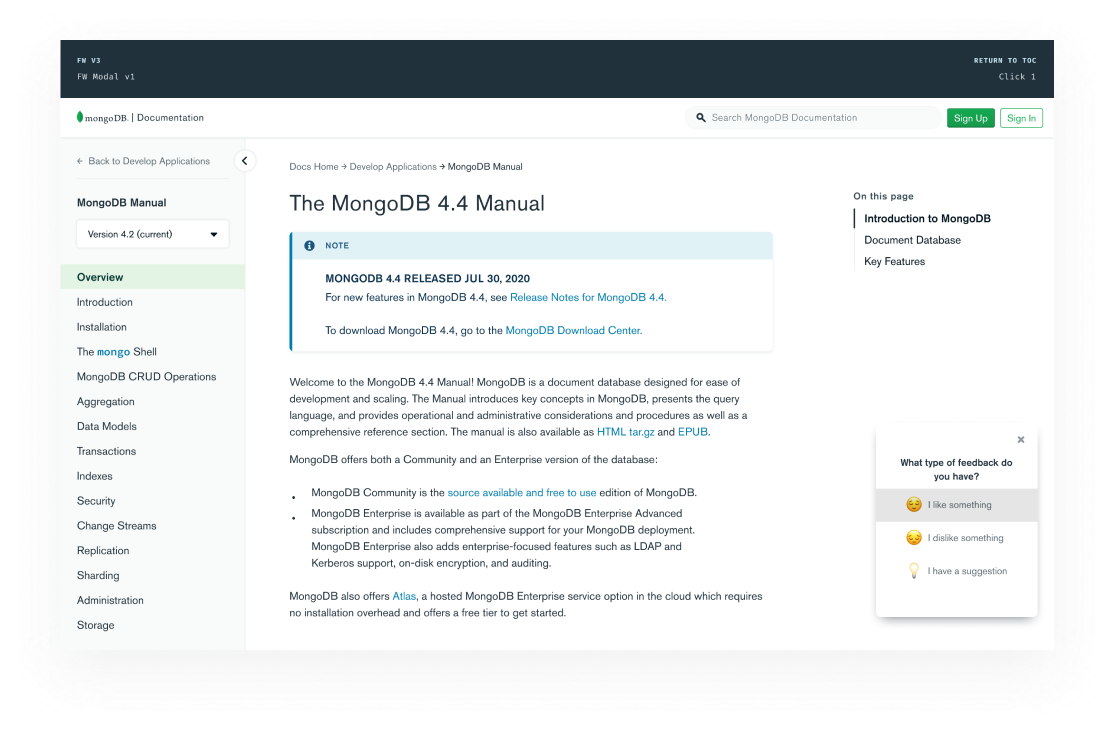 FW V3
RETURN TO TOC
FW Modal v1
Click 1
mongoDB. | Documentation
Search MongoDB Documentation
Sign Up
Sign In
← Back to Develop Applications
MongoDB Manual
Version 4.2 (current)
Overview
Introduction
Installation
The mongo Shell
MongoDB CRUD Operations
Aggregation
Data Models
Transactions
Indexes
Security
Change Streams
Replication
Sharding
Administration
Storage
Docs Home → Develop Applications → MongoDB Manual
The MongoDB 4.4 Manual
NOTE
MONGODB 4.4 RELEASED JUL 30, 2020
For new features in MongoDB 4.4, see Release Notes for MongoDB 4.4.
To download MongoDB 4.4, go to the MongoDB Download Center.
Welcome to the MongoDB 4.4 Manual! MongoDB is a document database designed for ease of
development and scaling. The Manual introduces key concepts in MongoDB, presents the query
language, and provides operational and administrative considerations and procedures as well as a
comprehensive reference section. The manual is also available as HTML tar.gz and EPUB.
MongoDB offers both a Community and an Enterprise version of the database:
• MongoDB Community is the source available and free to use edition of MongoDB.
• MongoDB Enterprise is available as part of the MongoDB Enterprise Advanced
subscription and includes comprehensive support for your MongoDB deployment.
MongoDB Enterprise also adds enterprise-focused features such as LDAP and
Kerberos support, on-disk encryption, and auditing.
MongoDB also offers Atlas, a hosted MongoDB Enterprise service option in the cloud which requires
no installation overhead and offers a free tier to get started.
On this page
Introduction to MongoDB
Document Database
Key Features
What type of feedback do
you have?
I like something
I dislike something
I have a suggestion